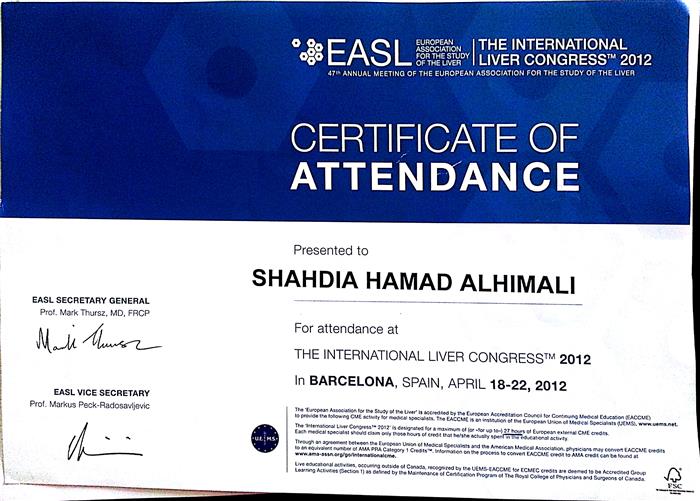 EASL
EUROPEAN
ASSOCIATION
FOR THE STUDY
OF THE LIVER
THE INTERNATIONAL
LIVER CONGRESS™ 2012
47th ANNUAL MEETING OF THE EUROPEAN ASSOCIATION FOR THE STUDY OF THE LIVER
CERTIFICATE OF
ATTENDANCE
Presented to
SHAHDIA HAMAD ALHIMALI
EASL SECRETARY GENERAL
Prof. Mark Thursz, MD, FRCP
Mark Thursz
For attendance at
THE INTERNATIONAL LIVER CONGRESS™ 2012
In BARCELONA, SPAIN, APRIL 18-22, 2012
EASL VICE SECRETARY
Prof. Markus Peck-Radosavljevic
U.E.M.S.
The 'European Association for the Study of the Liver' is accredited by the European Accreditation Council for Continuing Medical Education (EACCME)
to provide the following CME activity for medical specialists. The EACCME is an institution of the European Union of Medical Specialists (UEMS), www.uems.net.
The 'International Liver Congress™ 2012' is designated for a maximum of (or 'for up to') 27 hours of European external CME credits.
Each medical specialist should claim only those hours of credit that he/she actually spent in the educational activity.
Through an agreement between the European Union of Medical Specialists and the American Medical Association, physicians may convert EACCME credits
to an equivalent number of AMA PRA Category 1 Credits™. Information on the process to convert EACCME credit to AMA credit can be found at
www.ama-assn.org/go/internationalcme.
Live educational activities, occurring outside of Canada, recognized by the UEMS-EACCME for ECMEC credits are deemed to be Accredited Group
Learning Activities (Section 1) as defined by the Maintenance of Certification Program of The Royal College of Physicians and Surgeons of Canada.
FSC